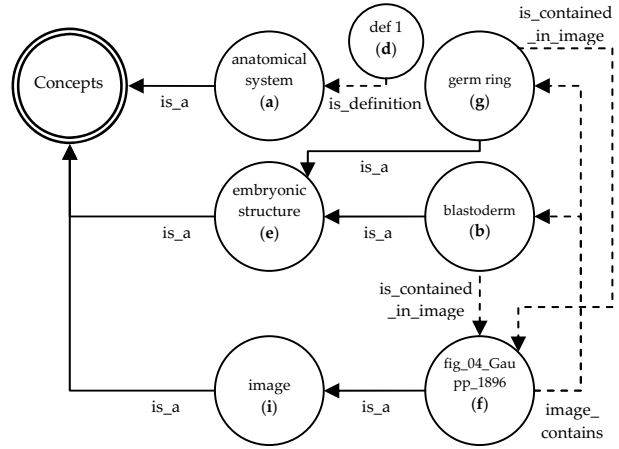 is_contained
_in_image
def 1
(d)
Concepts
anatomical
system
(a)
germ ring
(g)
is_a
is_definition
is_a
embryonic
structure
(e)
blastoderm
(b)
is_a
is_a
is_contained
_in_image
image
(i)
fig_04_Gau
pp_1896
(f)
is_a
is_a
image_
contains